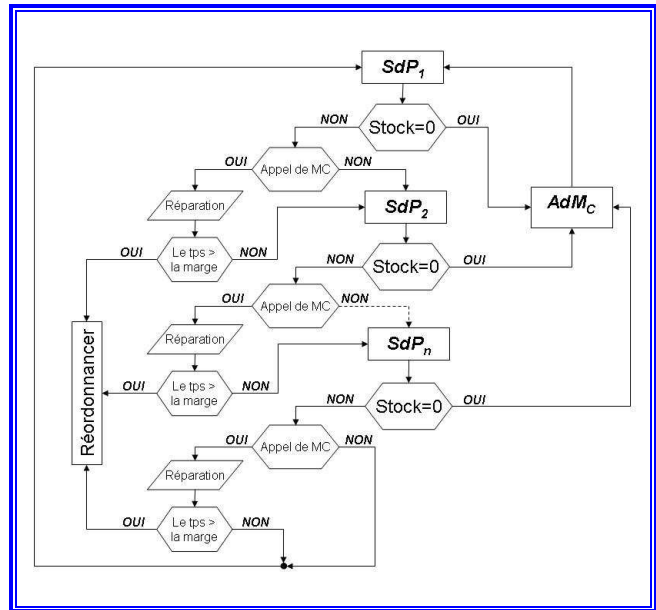 SdP1
NON
Stock=0
OUI
OUI
Appel de MC
NON
Réparation
SdP2
AdMC
OUI
Le tps >
la marge
NON
NON
Stock=0
OUI
OUI
Appel de MC
NON
Réparation
SdPn
Réordonnancer
OUI
Le tps >
la marge
NON
NON
Stock=0
OUI
OUI
Appel de MC
NON
Réparation
OUI
Le tps >
la marge
NON